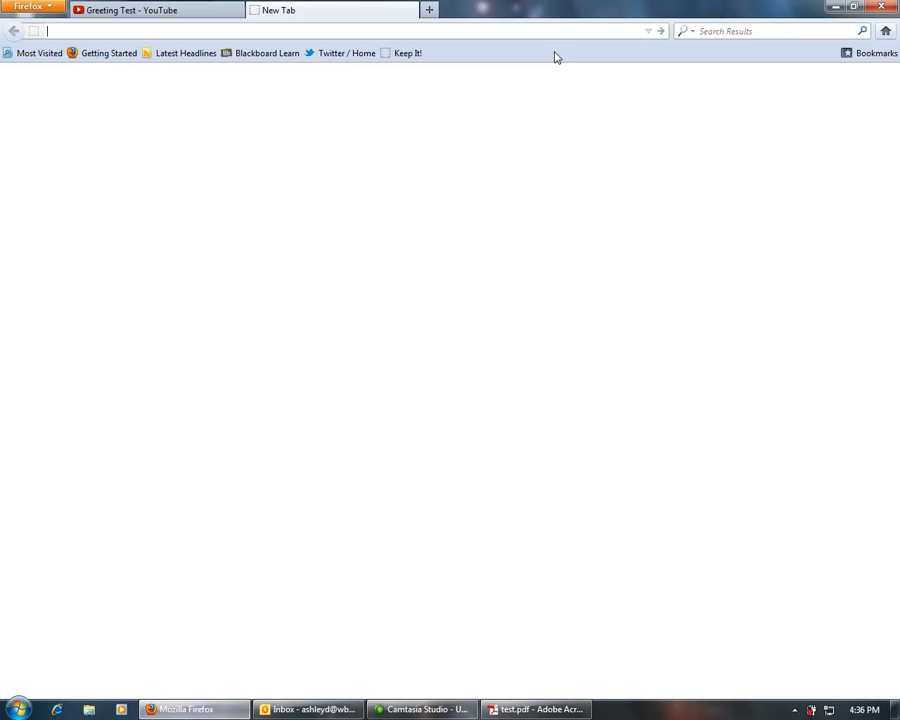 Firefox
Greeting Test - YouTube
New Tab
Search Results
Most Visited
Getting Started
Latest Headlines
Blackboard Learn
Twitter / Home
Keep It!
Bookmarks
Mozilla Firefox
Inbox - ashleyd@wb...
Camtasia Studio - U...
test.pdf - Adobe Acr...
4:36 PM